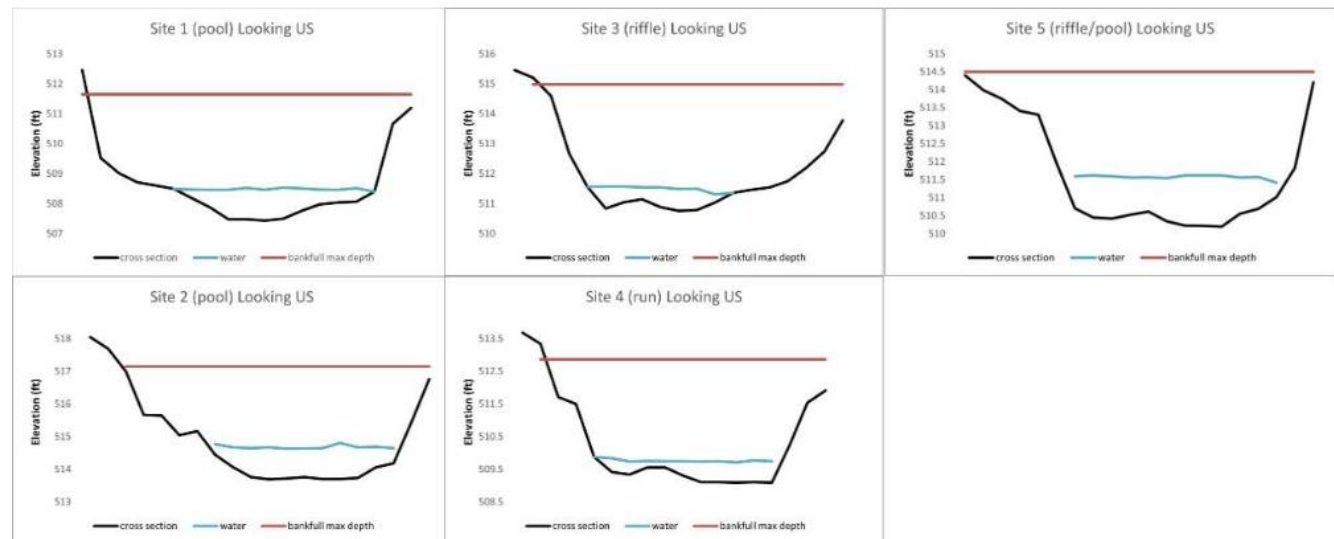 Site 1 (pool) Looking US
513
512
511
510
509
508
507
Elevation (ft)
cross section water bankfull max depth
Site 3 (riffle) Looking US
516
515
514
513
512
511
510
Elevation (ft)
cross section water bankfull max depth
Site 5 (riffle/pool) Looking US
515
514.5
514
513.5
513
512.5
512
511.5
511
510.5
510
Elevation (ft)
cross section water bankfull max depth
Site 2 (pool) Looking US
518
517
516
515
514
513
Elevation (ft)
cross section water bankfull max depth
Site 4 (run) Looking US
513.5
512.5
511.5
510.5
509.5
508.5
Elevation (ft)
cross section water bankfull max depth